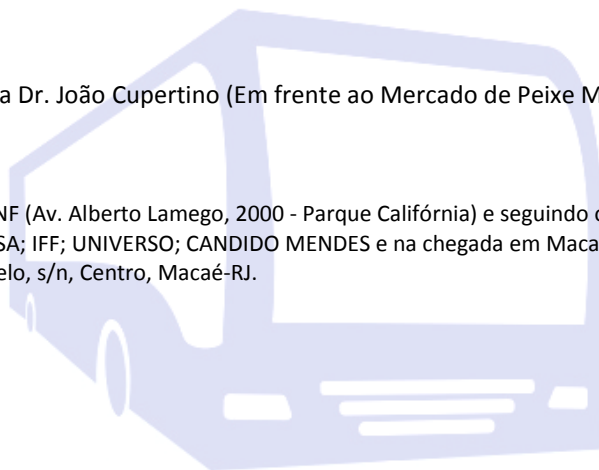 a Dr. João Cupertino (Em frente ao Mercado de Peixe M
NF (Av. Alberto Lamego, 2000 - Parque Califórnia) e seguindo
SA; IFF; UNIVERSO; CANDIDO MENDES e na chegada em Maca
elo, s/n, Centro, Macaé-RJ.